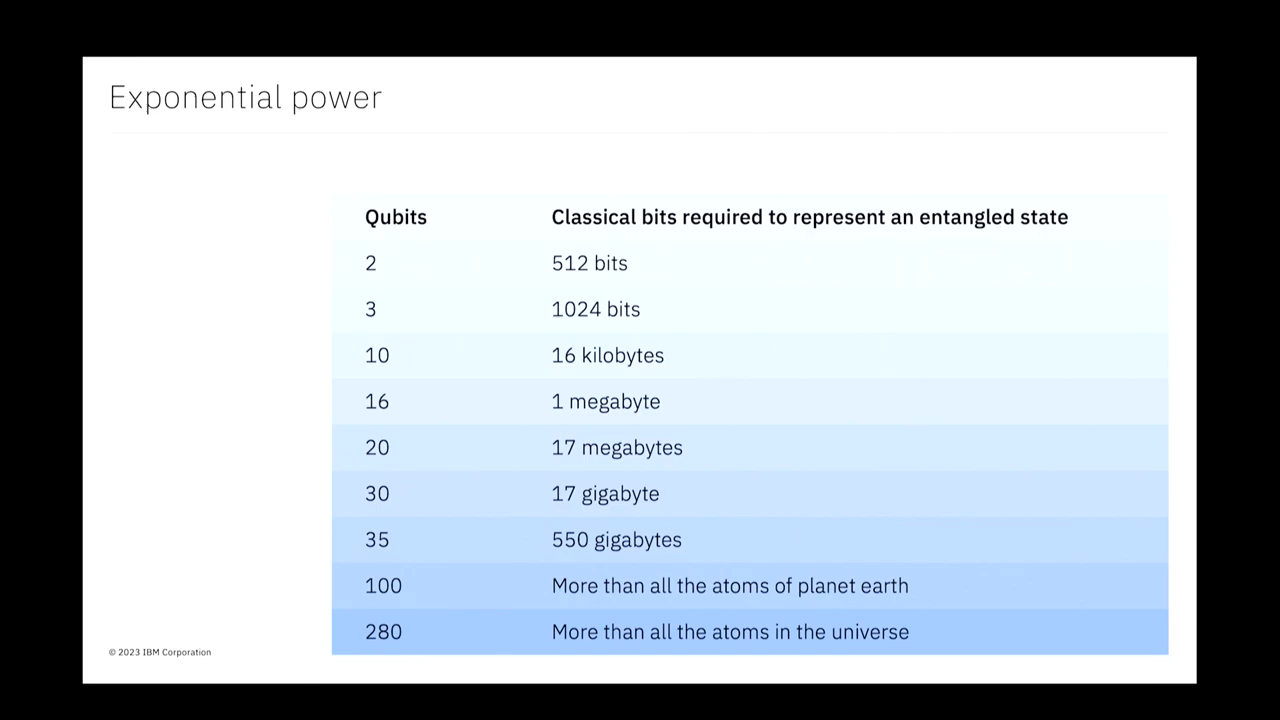 Exponential power
Qubits Classical bits required to represent an entangled state
2 512 bits
3 1024 bits
10 16 kilobytes
16 1 megabyte
20 17 megabytes
30 17 gigabyte
35 550 gigabytes
100 More than all the atoms of planet earth
280 More than all the atoms in the universe
© 2023 IBM Corporation